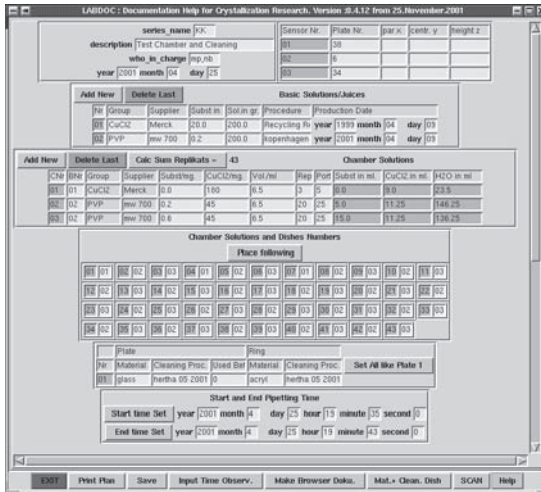 LABDOC : Documentation Help for Crystallization Research. Version :0.4.12 from 25.November.2001
series_name KK
description Test Chamber and Cleaning
who_in_charge mp,nb
year 2001 month 04 day 25
Sensor Nr. Plate Nr. par x centr. y height z
01 38
02 6
03 34
Add New Delete Last Basic Solutions/Juices
Nr Group Supplier Subst in Sol.in gr. Procedure Production Date
01 CuCl2 Merck 20.0 200.0 Recycling year 1999 month 04 day 09
02 PVP mw 700 0.2 200.0 kopenhagen year 2001 month 04 day 09
Add New Delete Last Calc Sum Replikats = 43 Chamber Solutions
CNr BNr Group Supplier Subst/mg. CuCl2/mg. Vol./ml Rep Port Subst in ml. CuCl2.in ml. H2O in ml
01 01 CuCl2 Merck 0.0 180 6.5 3 5 0.0 9.0 23.5
02 02 PVP mw 700 0.2 45 6.5 20 25 5.0 11.25 146.25
03 02 PVP mw 700 0.6 45 6.5 20 25 15.0 11.25 136.25
Chamber Solutions and Dishes Numbers
Place following
01 01 02 02 03 03 04 01 05 02 06 03 07 01 08 02 09 03 10 02 11 03
12 02 13 03 14 02 15 03 16 02 17 03 18 02 19 03 20 02 21 03 22 02
23 03 24 02 25 03 26 02 27 03 28 02 29 03 30 02 31 03 32 02 33 03
34 02 35 03 36 02 37 03 38 02 39 03 40 02 41 03 42 02 43 03
Plate Ring
Nr Material Cleaning Proc. Used Bef Material Cleaning Proc. Set All like Plate 1
01 glass hertha 05 2001 0 acryl hertha 05 2001
Start and End Pipetting Time
Start time Set year 2001 month 4 day 25 hour 19 minute 35 second 0
End time Set year 2001 month 4 day 25 hour 19 minute 43 second 0
EXIT Print Plan Save Input Time Observ. Make Browser Doku. Mat.+ Clean. Dish SCAN Help